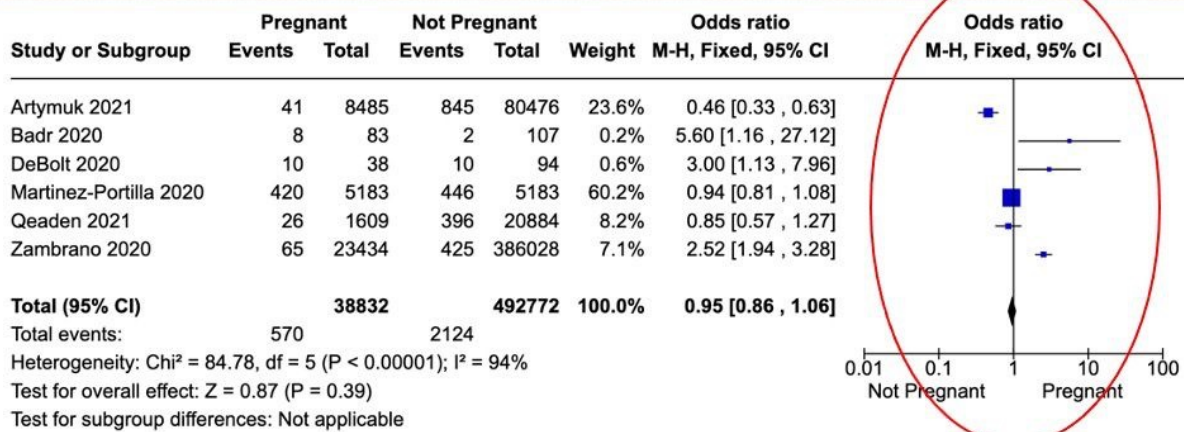 Pregnant Not Pregnant Odds ratio Odds ratio
Study or Subgroup Events Total Events Total Weight M-H, Fixed, 95% CI M-H, Fixed, 95% CI
Artymuk 2021 41 8485 845 80476 23.6% 0.46 [0.33 , 0.63]
Badr 2020 8 83 2 107 0.2% 5.60 [1.16 , 27.12]
DeBolt 2020 10 38 10 94 0.6% 3.00 [1.13 , 7.96]
Martinez-Portilla 2020 420 5183 446 5183 60.2% 0.94 [0.81 , 1.08]
Qeaden 2021 26 1609 396 20884 8.2% 0.85 [0.57 , 1.27]
Zambrano 2020 65 23434 425 386028 7.1% 2.52 [1.94 , 3.28]
Total (95% CI) 38832 492772 100.0% 0.95 [0.86 , 1.06]
Total events: 570 2124
Heterogeneity: Chi² = 84.78, df = 5 (P < 0.00001); I² = 94%
0.01 0.1 1 10 100
Test for overall effect: Z = 0.87 (P = 0.39)
Not Pregnant Pregnant
Test for subgroup differences: Not applicable